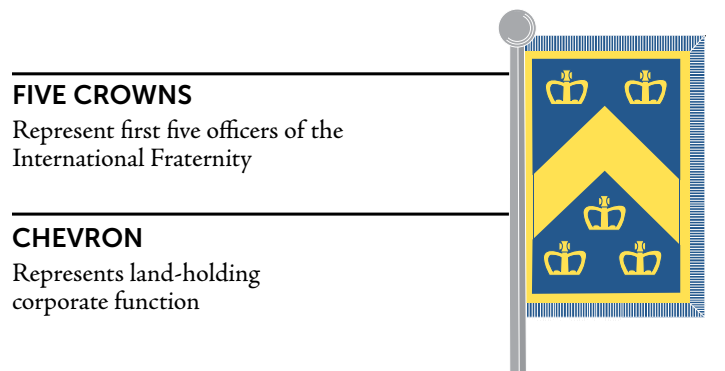 FIVE CROWNS
Represent first five officers of the
International Fraternity
CHEVRON
Represents land-holding
corporate function